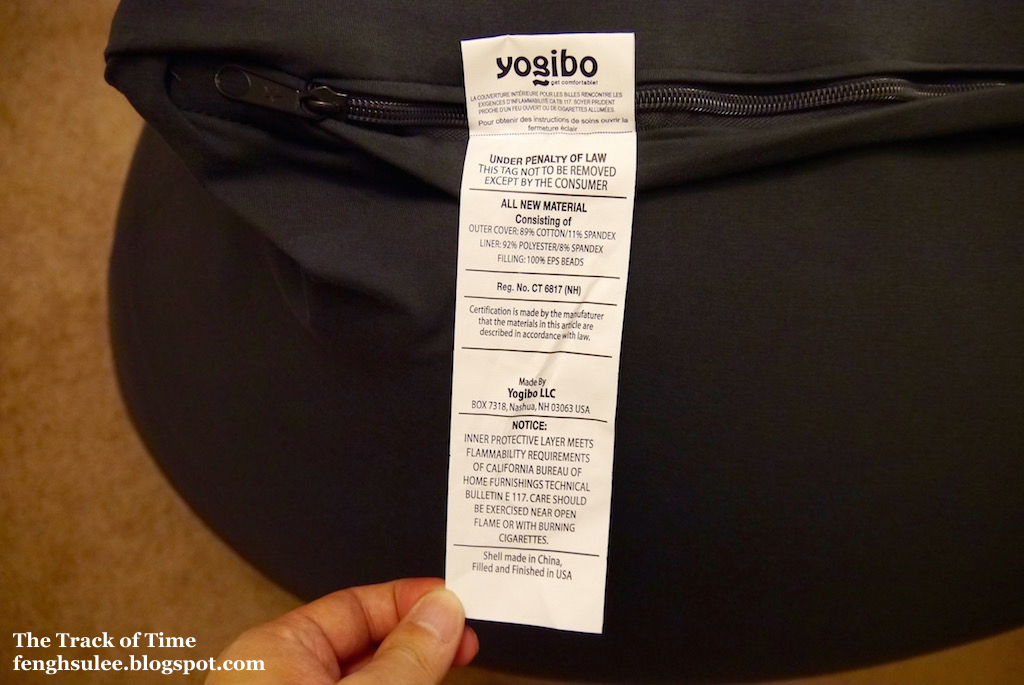 yogibo
get comfortable!
LA COUVERTURE INTÉRIEURE POUR LES BILLES RENCONTRE LES
EXIGENCES D'INFLAMMABILITÉ CA TB 117. SOYER PRUDENT
PROCHE D'UN FEU OUVERT OU DE CIGARETTES ALLUMÉES.
Pour obtenir des instructions de soins ouvrir la
fermeture éclair
UNDER PENALTY OF LAW
THIS TAG NOT TO BE REMOVED
EXCEPT BY THE CONSUMER
ALL NEW MATERIAL
Consisting of
OUTER COVER: 89% COTTON/11% SPANDEX
LINER: 92% POLYESTER/8% SPANDEX
FILLING: 100% EPS BEADS
Reg. No. CT 6817 (NH)
Certification is made by the manufaturer
that the materials in this article are
described in accordance with law.
Made By
Yogibo LLC
BOX 7318, Nashua, NH 03063 USA
NOTICE:
INNER PROTECTIVE LAYER MEETS
FLAMMABILITY REQUIREMENTS
OF CALIFORNIA BUREAU OF
HOME FURNISHINGS TECHNICAL
BULLETIN E 117. CARE SHOULD
BE EXERCISED NEAR OPEN
FLAME OR WITH BURNING
CIGARETTES.
Shell made in China,
Filled and Finished in USA
The Track of Time
fenghsulee.blogspot.com